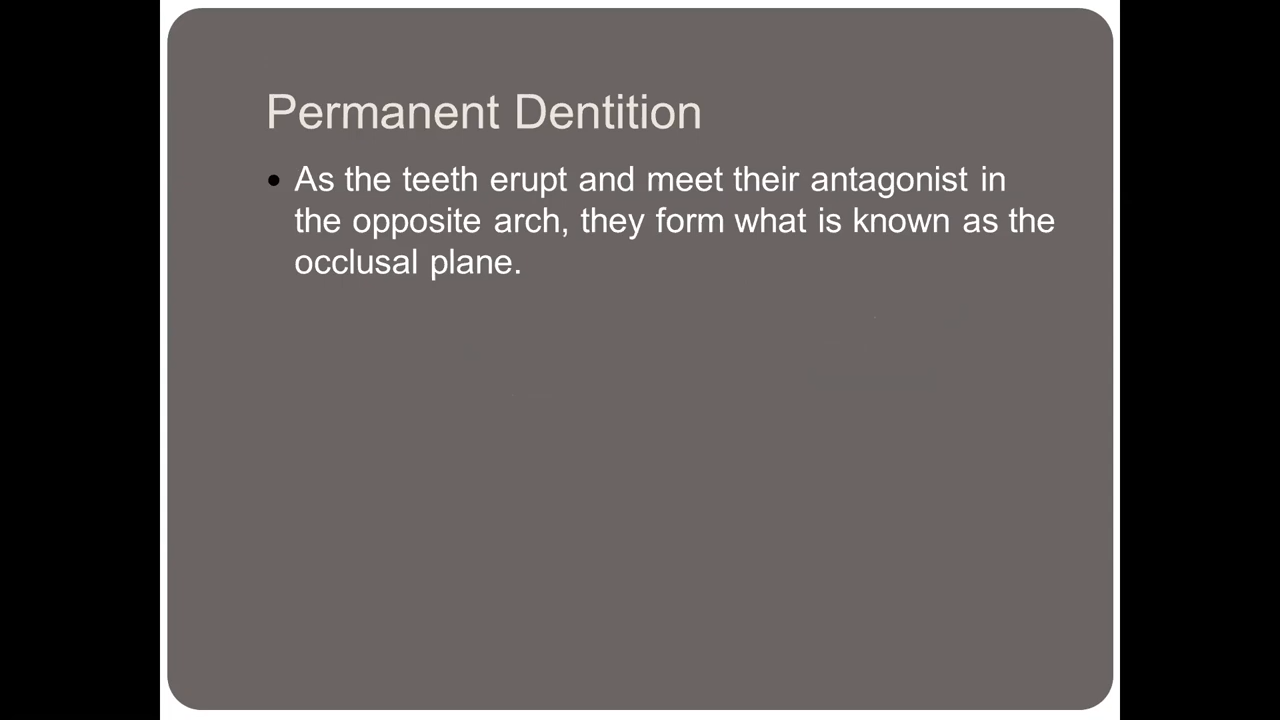 Permanent Dentition
• As the teeth erupt and meet their antagonist in
the opposite arch, they form what is known as the
occlusal plane.